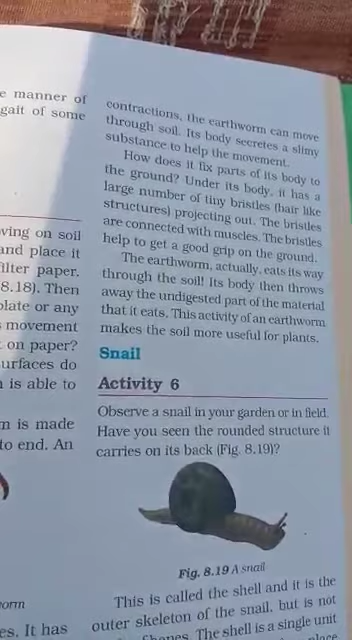 e manner of
gait of some
ving on soil
and place it
filter paper.
8.18). Then
plate or any
movement
on paper?
urfaces do
is able to
m is made
to end. An
orm
es. It has
contractions, the earthworm can move
through soil. Its body secretes a slimy
substance to help the movement.
How does it fix parts of its body to
the ground? Under its body, it has a
large number of tiny bristles (hair like
structures) projecting out. The bristles
are connected with muscles. The bristles
help to get a good grip on the ground.
The earthworm, actually, eats its way
through the soil! Its body then throws
away the undigested part of the material
that it eats. This activity of an earthworm
makes the soil more useful for plants.
Snail
Activity 6
Observe a snail in your garden or in field.
Have you seen the rounded structure it
carries on its back (Fig. 8.19)?
Fig. 8.19 A snail
This is called the shell and it is the
outer skeleton of the snail, but is not
bones. The shell is a single unit
place